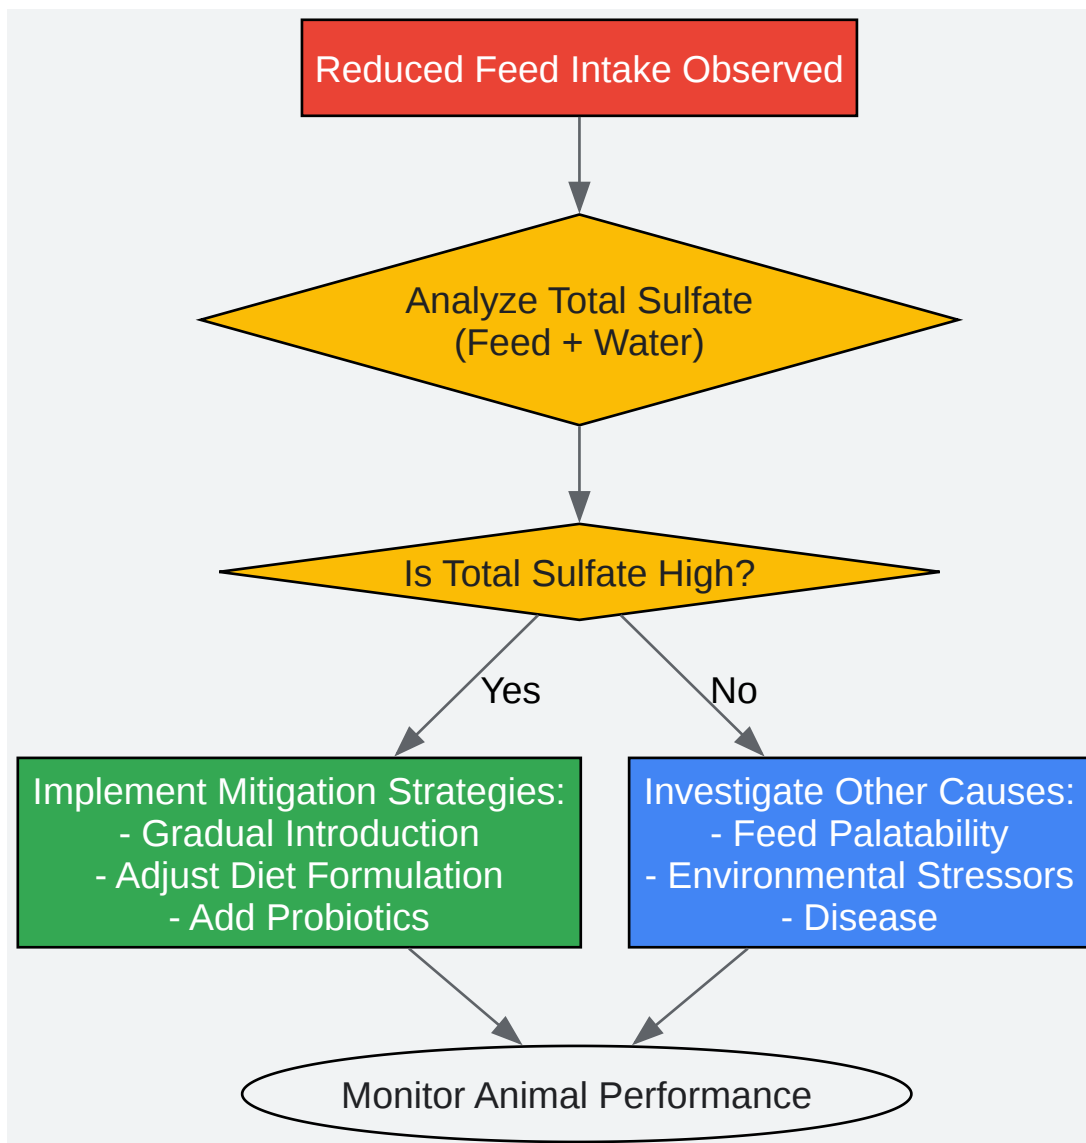 Reduced Feed Intake Observed
Analyze Total Sulfate
(Feed + Water)
Is Total Sulfate High?
Yes
No
Implement Mitigation Strategies:
- Gradual Introduction
- Adjust Diet Formulation
- Add Probiotics
Investigate Other Causes:
- Feed Palatability
- Environmental Stressors
- Disease
Monitor Animal Performance